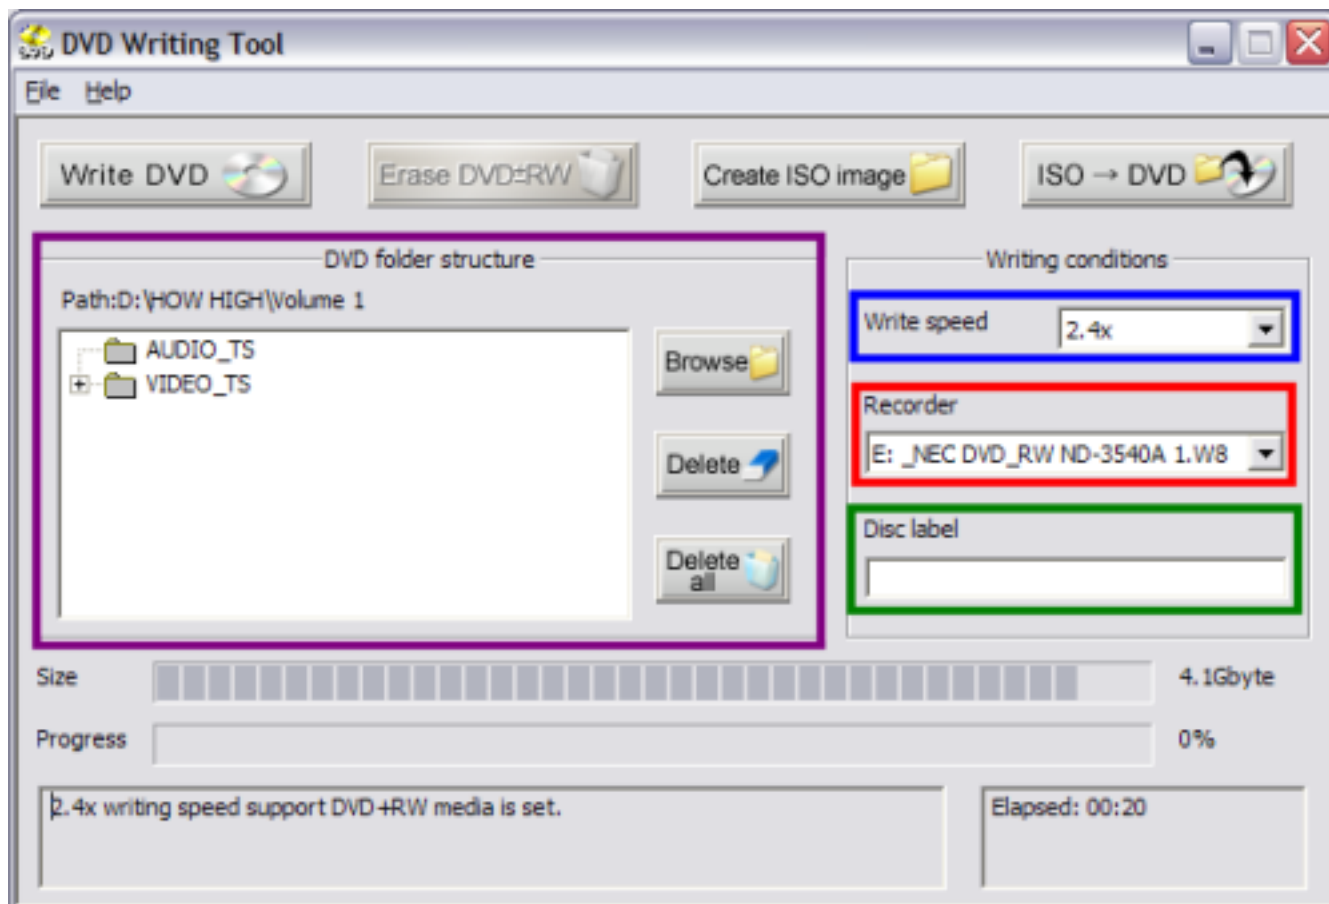 DVD Writing Tool
File Help
Write DVD
Erase DVD±RW
Create ISO image
ISO → DVD
DVD folder structure
Path:D:\HOW HIGH\Volume 1
AUDIO_TS
VIDEO_TS
Browse
Delete
Delete
all
Writing conditions
Write speed 2.4x
Recorder
E: _NEC DVD_RW ND-3540A 1.W8
Disc label
Size 4.1Gbyte
Progress 0%
2.4x writing speed support DVD+RW media is set.
Elapsed: 00:20